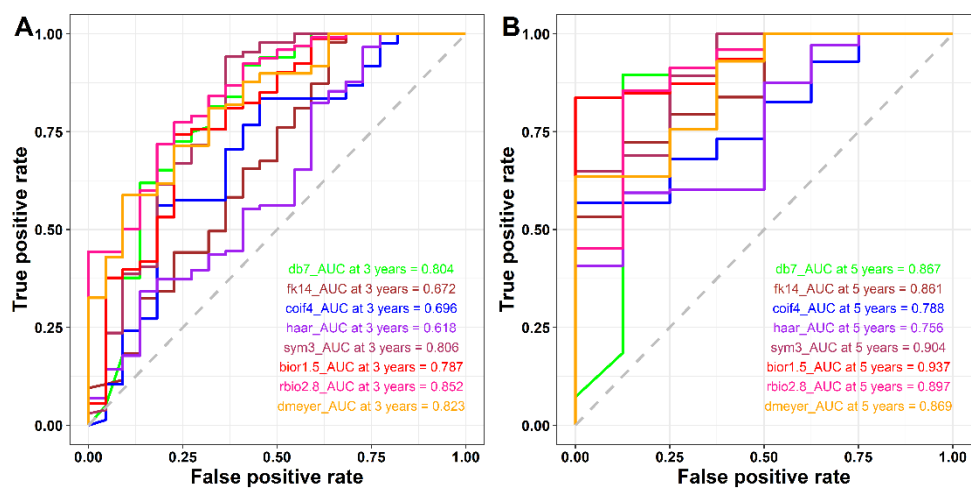 A
True positive rate
1.00
0.75
0.50
0.25
0.00
db7_AUC at 3 years = 0.804
fk14_AUC at 3 years = 0.672
coif4_AUC at 3 years = 0.696
haar_AUC at 3 years = 0.618
sym3_AUC at 3 years = 0.806
bior1.5_AUC at 3 years = 0.787
rbio2.8_AUC at 3 years = 0.852
dmeyer_AUC at 3 years = 0.823
0.00 0.25 0.50 0.75 1.00
False positive rate
B
True positive rate
1.00
0.75
0.50
0.25
0.00
db7_AUC at 5 years = 0.867
fk14_AUC at 5 years = 0.861
coif4_AUC at 5 years = 0.788
haar_AUC at 5 years = 0.756
sym3_AUC at 5 years = 0.904
bior1.5_AUC at 5 years = 0.937
rbio2.8_AUC at 5 years = 0.897
dmeyer_AUC at 5 years = 0.869
0.00 0.25 0.50 0.75 1.00
False positive rate